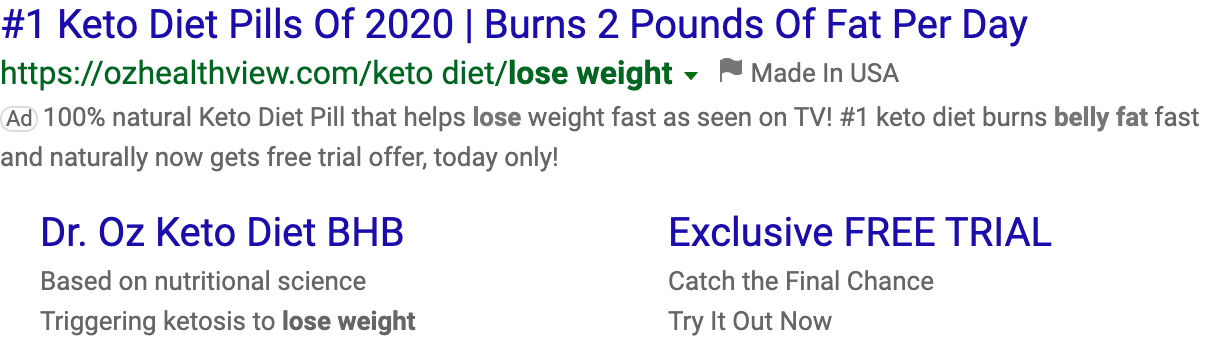 #1 Keto Diet Pills Of 2020 | Burns 2 Pounds Of Fat Per Day
https://ozhealthview.com/keto diet/lose weight Made In USA
Ad 100% natural Keto Diet Pill that helps lose weight fast as seen on TV! #1 keto diet burns belly fat fast
and naturally now gets free trial offer, today only!
Dr. Oz Keto Diet BHB
Based on nutritional science
Triggering ketosis to lose weight
Exclusive FREE TRIAL
Catch the Final Chance
Try It Out Now